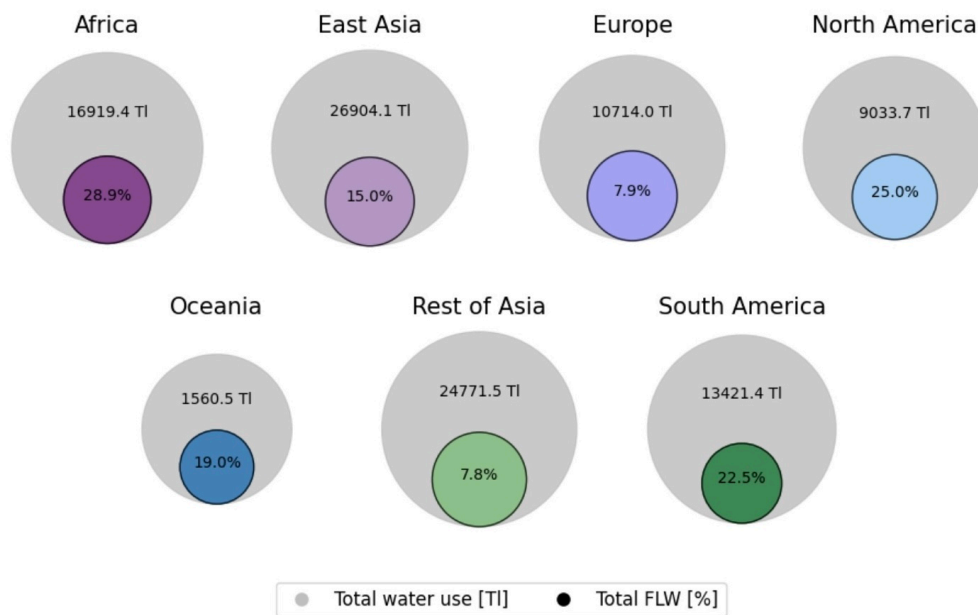 Africa
East Asia
Europe
North America
16919.4 Tl
26904.1 Tl
10714.0 Tl
9033.7 Tl
28.9%
15.0%
7.9%
25.0%
Oceania
Rest of Asia
South America
1560.5 Tl
24771.5 Tl
13421.4 Tl
19.0%
7.8%
22.5%
Total water use [Tl]
Total FLW [%]